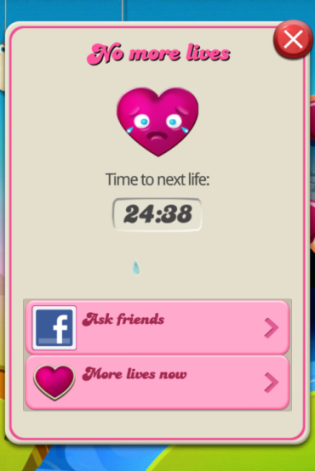 No more lives
Time to next life:
24:38
Ask friends
More lives now